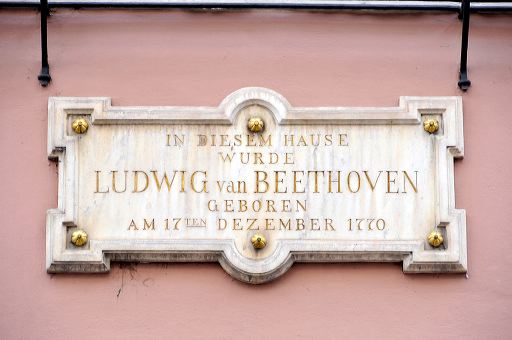 IN DIESEM HAUSE
WURDE
LUDWIG van BEETHOVEN
GEBOREN
AM 17TEN DEZEMBER 1770.